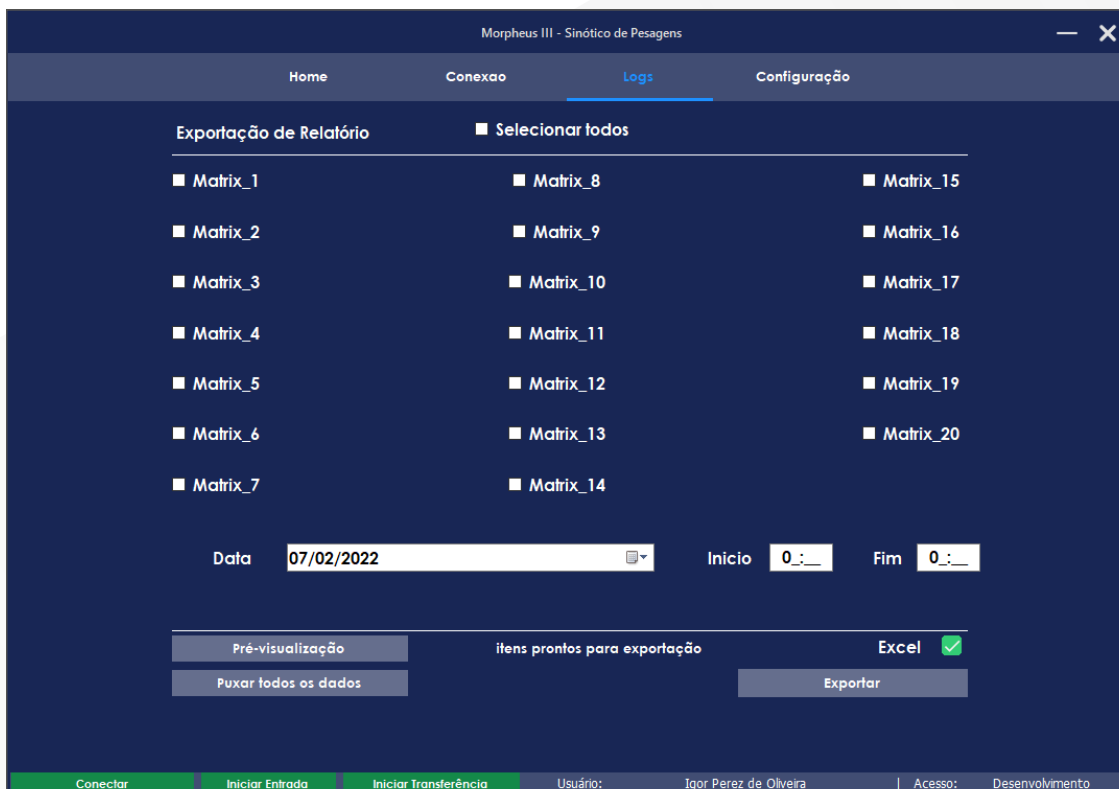 Morpheus III - Sinótico de Pesagens
Home Conexao Logs Configuração
Exportação de Relatório Selecionar todos
Matrix_1 Matrix_8 Matrix_15
Matrix_2 Matrix_9 Matrix_16
Matrix_3 Matrix_10 Matrix_17
Matrix_4 Matrix_11 Matrix_18
Matrix_5 Matrix_12 Matrix_19
Matrix_6 Matrix_13 Matrix_20
Matrix_7 Matrix_14
Data 07/02/2022 Inicio 0_:__ Fim 0_:__
Pré-visualização itens prontos para exportação Excel
Puxar todos os dados Exportar
Conectar Iniciar Entrada Iniciar Transferência Usuário: Igor Perez de Oliveira | Acesso: Desenvolvimento